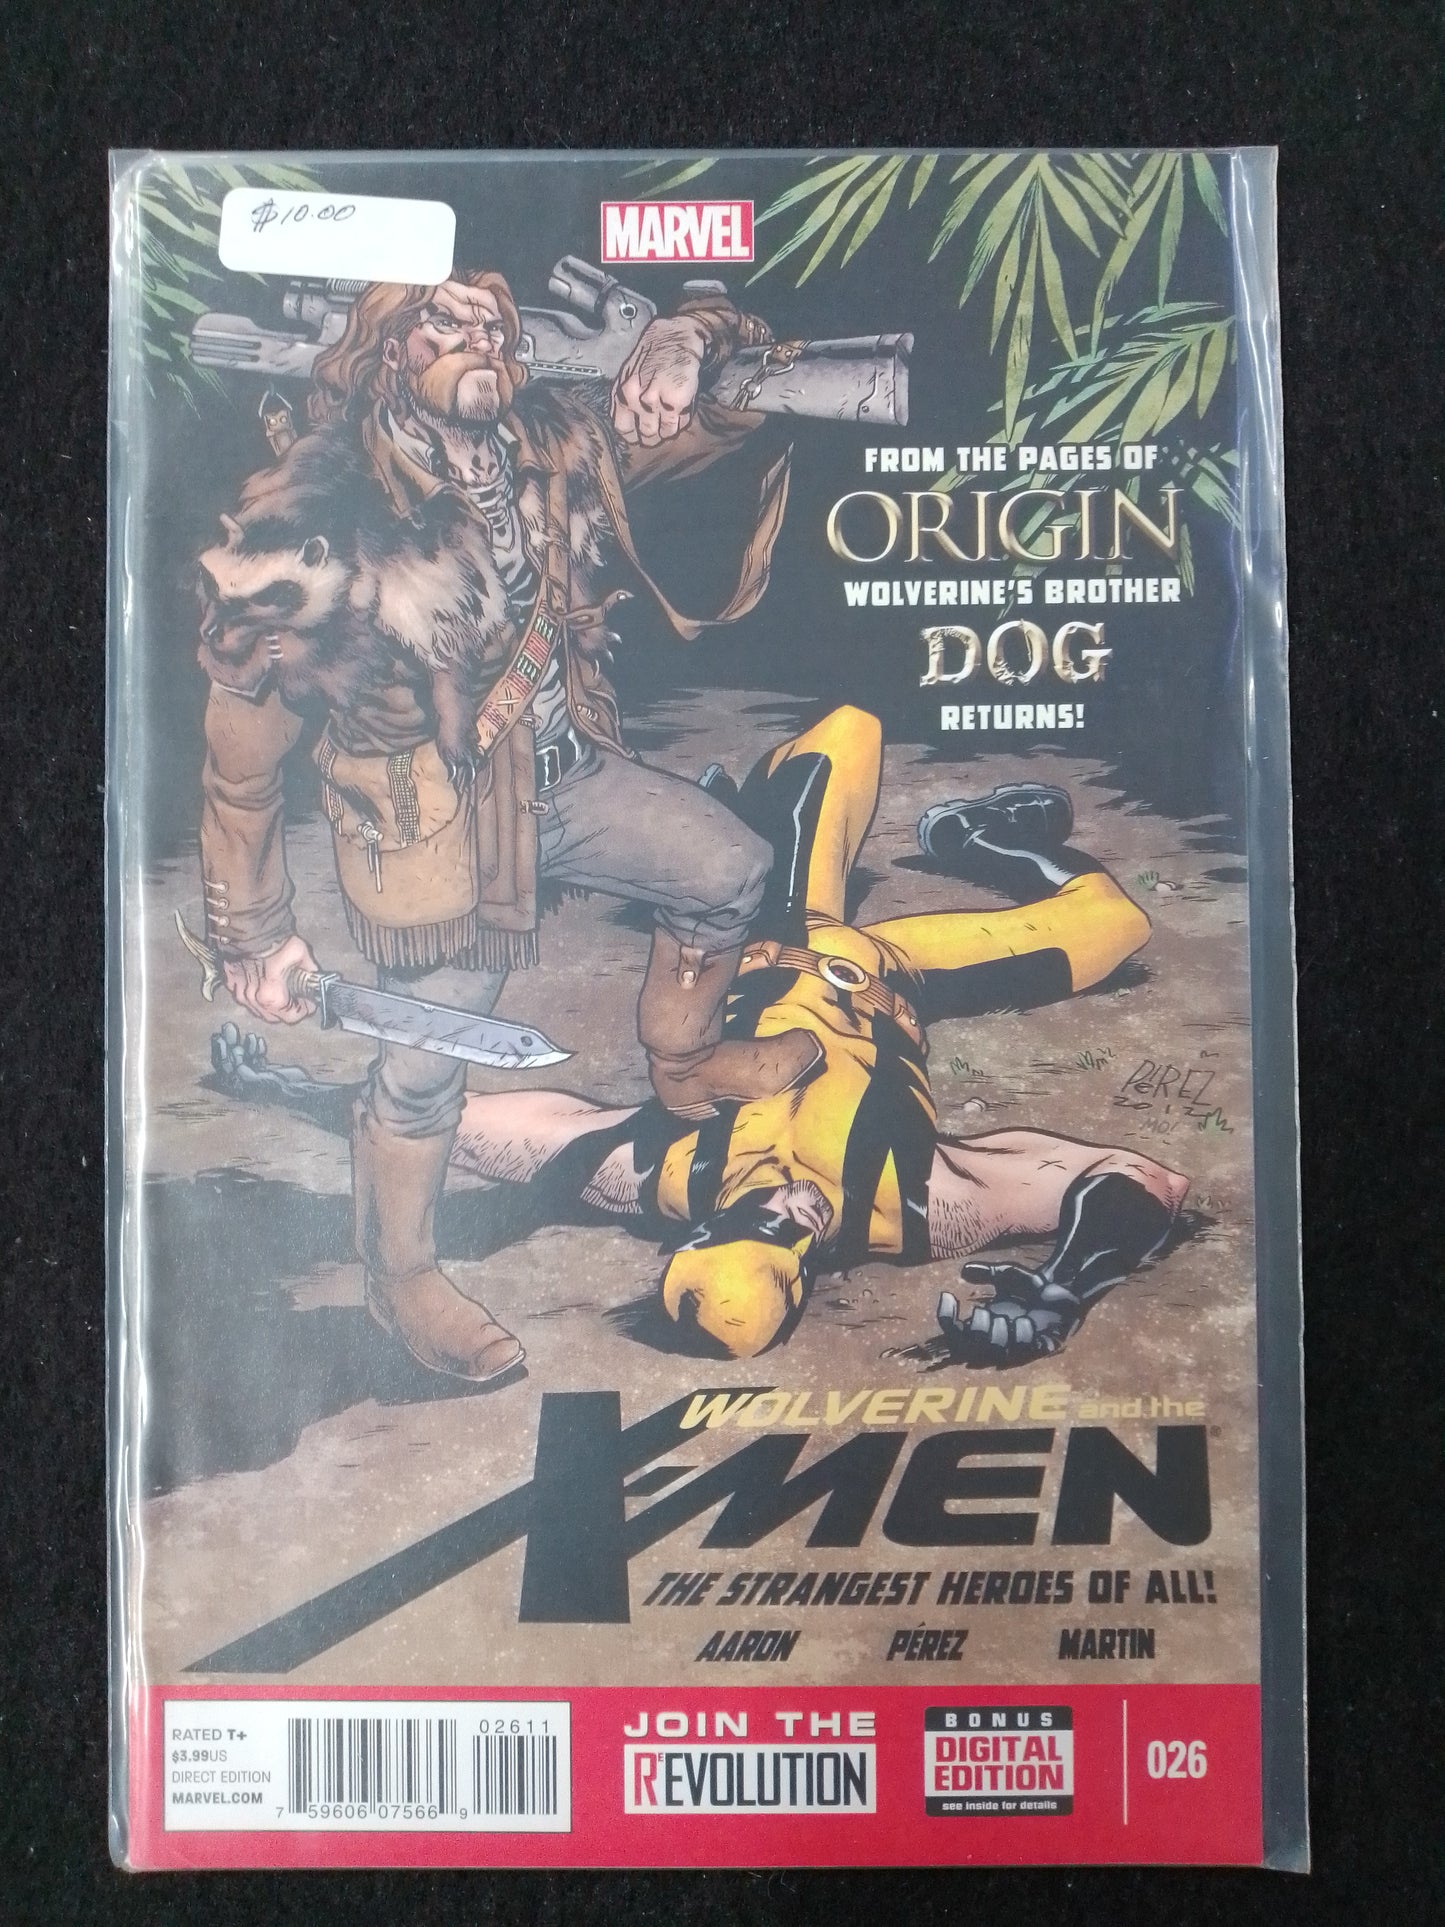 $10.00
MARVEL
FROM THE PAGES OF
ORIGIN
WOLVERINE'S BROTHER
DOG
RETURNS!
PÉREZ
2012
WOLVERINE and the
X-MEN®
THE STRANGEST HEROES OF ALL!
AARON PÉREZ MARTIN
RATED T+
$3.99US
DIRECT EDITION
MARVEL.COM
02611
7 59606 07566 9
JOIN THE
REVOLUTION
BONUS
DIGITAL
EDITION
see inside for details
026